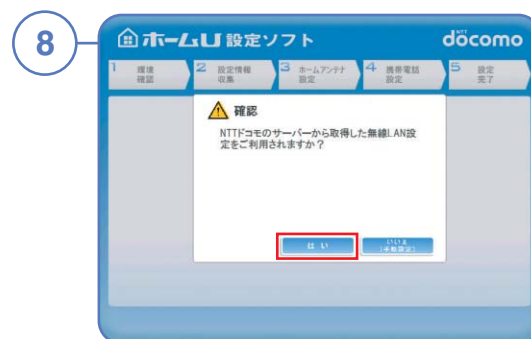 8
ホームU 設定ソフト
NTT
docomo
1 環境
確認
2 設定情報
収集
3 ホームアンテナ
設定
4 携帯電話
設定
5 設定
完了
確認
NTTドコモのサーバーから取得した無線LAN設
定をご利用されますか？
はい
いいえ
(手動設定)